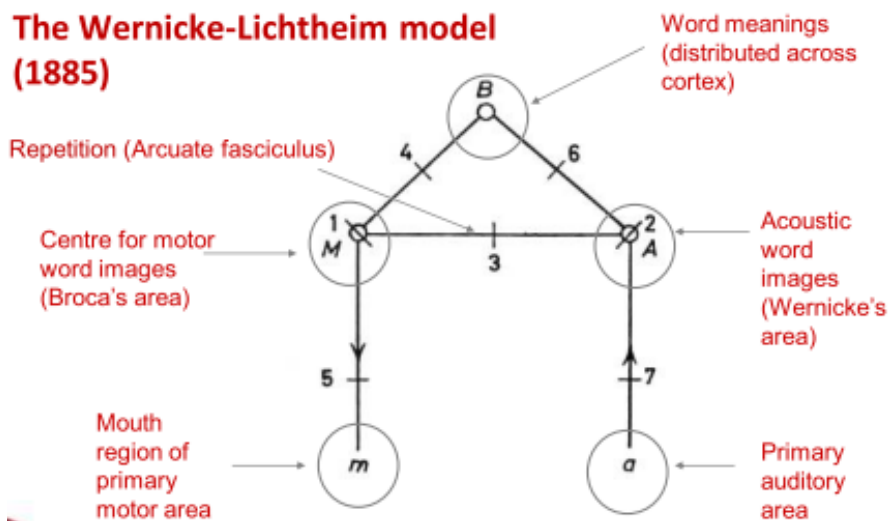 The Wernicke-Lichtheim model
(1885)
Word meanings
(distributed across
cortex)
B
Repetition (Arcuate fasciculus)
4
6
1
M
2
A
3
Centre for motor
word images
(Broca's area)
Acoustic
word
images
(Wernicke's
area)
5
7
Mouth
region of
primary
motor area
m
a
Primary
auditory
area